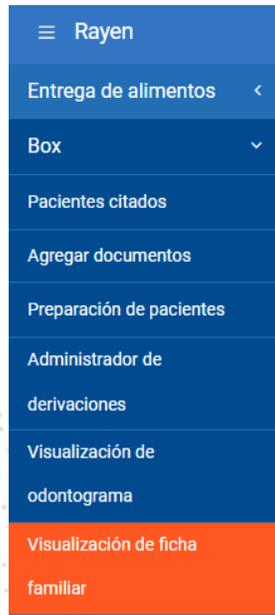 Rayen
Entrega de alimentos
Box
Pacientes citados
Agregar documentos
Preparación de pacientes
Administrador de
derivaciones
Visualización de
odontograma
Visualización de ficha
familiar